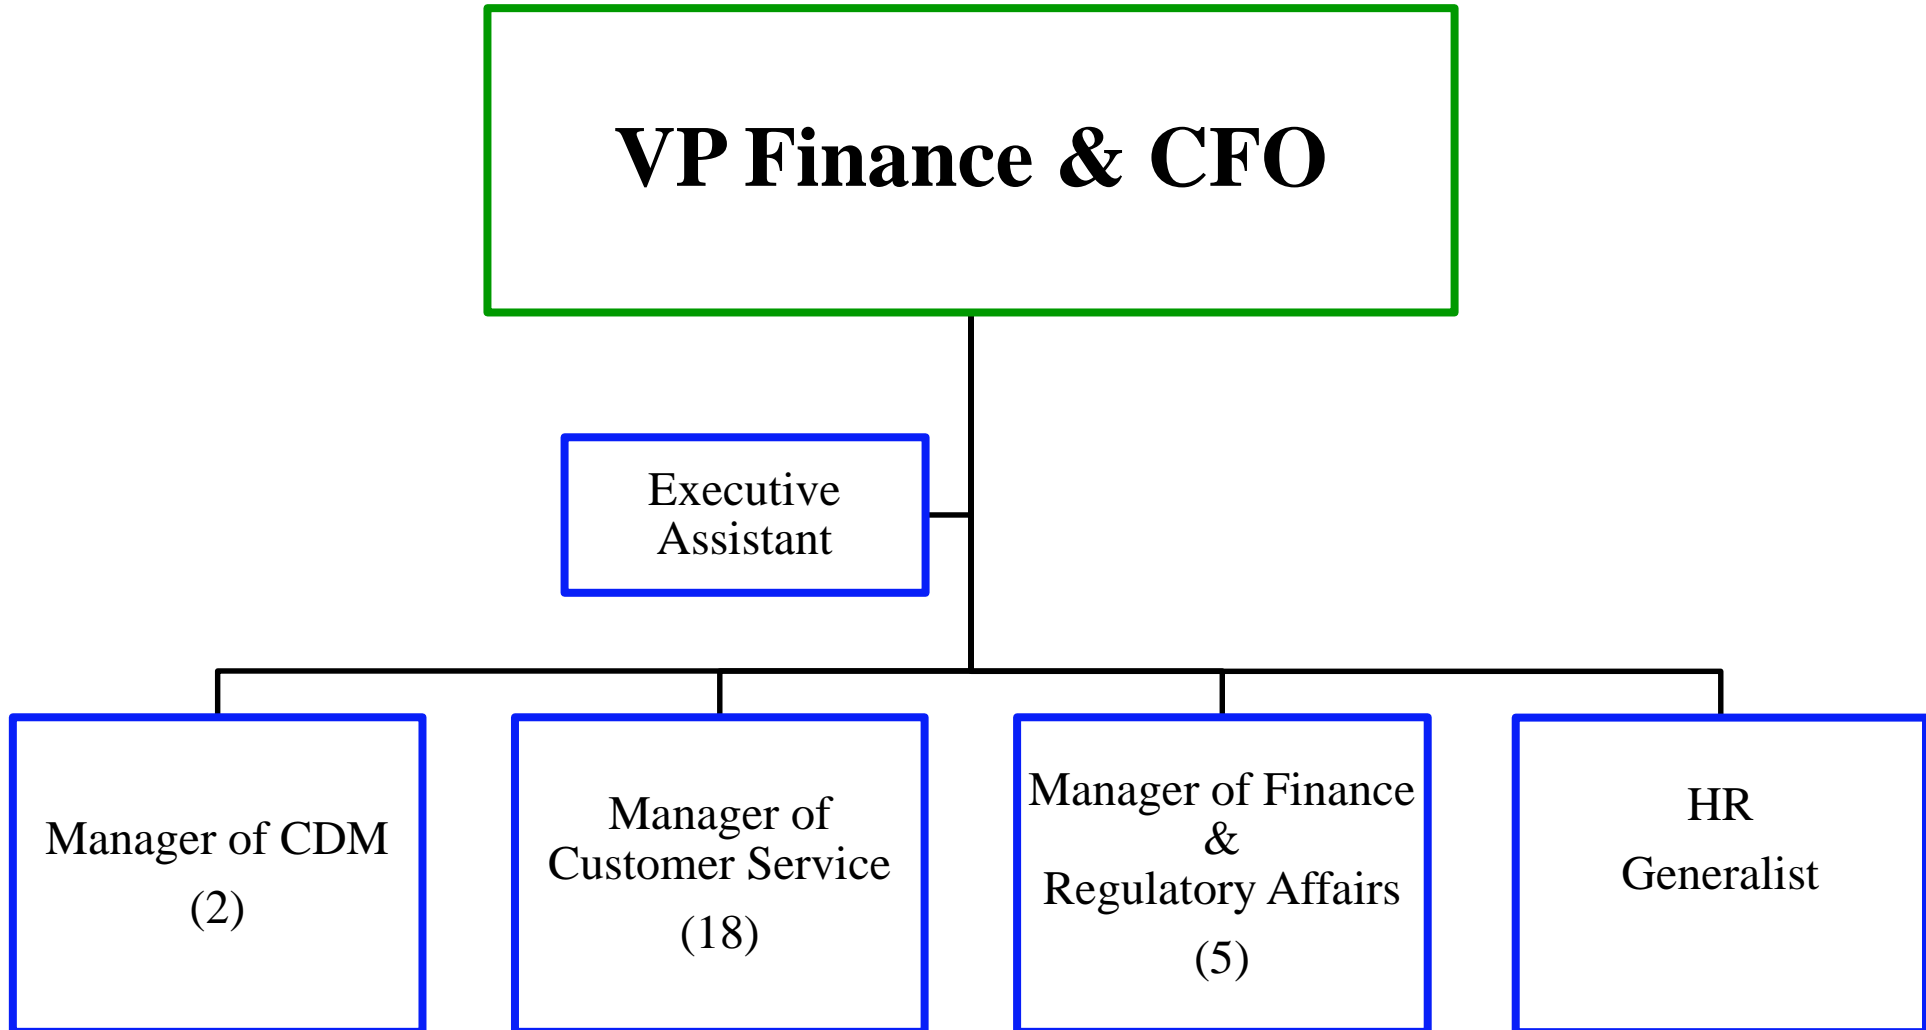 VP Finance & CFO
Executive
Assistant
Manager of CDM
(2)
Manager of
Customer Service
(18)
Manager of Finance
&
Regulatory Affairs
(5)
HR
Generalist